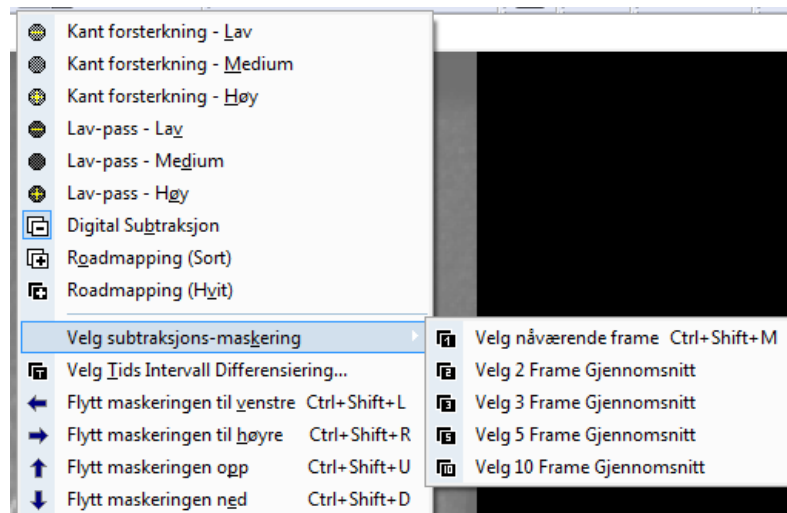 Kant forsterkning - Lav
Kant forsterkning - Medium
Kant forsterkning - Høy
Lav-pass - Lav
Lav-pass - Medium
Lav-pass - Høy
Digital Subtraksjon
Roadmapping (Sort)
Roadmapping (Hvit)
Velg subtraksjons-maskering
Velg Tids Intervall Differensiering...
Flytt maskeringen til venstre Ctrl+Shift+L
Flytt maskeringen til høyre Ctrl+Shift+R
Flytt maskeringen opp Ctrl+Shift+U
Flytt maskeringen ned Ctrl+Shift+D
Velg nåværende frame Ctrl+Shift+M
Velg 2 Frame Gjennomsnitt
Velg 3 Frame Gjennomsnitt
Velg 5 Frame Gjennomsnitt
Velg 10 Frame Gjennomsnitt